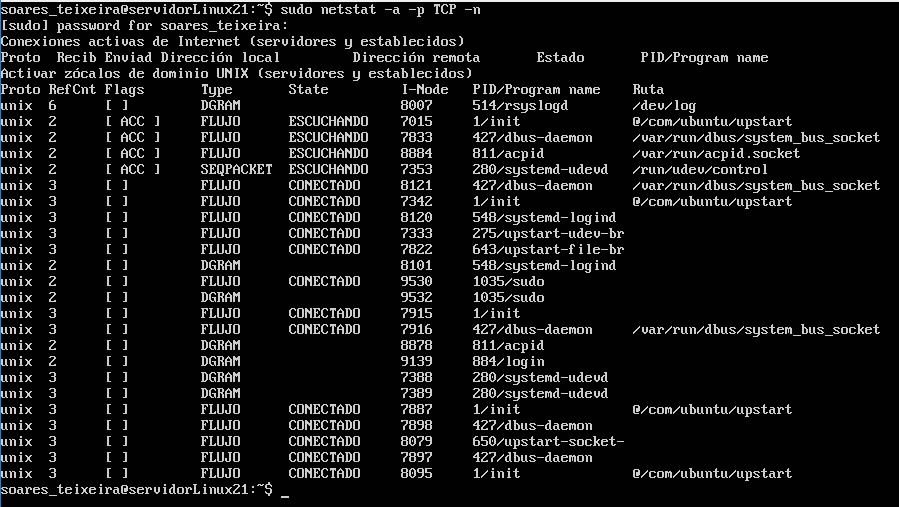 soares_teixeira@servidorLinux21:~$ sudo netstat -a -p TCP -n
[sudo] password for soares_teixeira:
Conexiones activas de Internet (servidores y establecidos)
Proto  Recib Enviad Dirección local         Dirección remota       Estado       PID/Program name
Activar zócalos de dominio UNIX (servidores y establecidos)
Proto RefCnt Flags       Type       State         I-Node   PID/Program name    Ruta
unix  6      [ ]         DGRAM                    8007     514/rsyslogd        /dev/log
unix  2      [ ACC ]     FLUJO      ESCUCHANDO    7015     1/init              @/com/ubuntu/upstart
unix  2      [ ACC ]     FLUJO      ESCUCHANDO    7833     427/dbus-daemon     /var/run/dbus/system_bus_socket
unix  2      [ ACC ]     FLUJO      ESCUCHANDO    8884     811/acpid           /var/run/acpid.socket
unix  2      [ ACC ]     SEQPACKET  ESCUCHANDO    7353     280/systemd-udevd   /run/udev/control
unix  3      [ ]         FLUJO      CONECTADO     8121     427/dbus-daemon     /var/run/dbus/system_bus_socket
unix  3      [ ]         FLUJO      CONECTADO     7342     1/init              @/com/ubuntu/upstart
unix  3      [ ]         FLUJO      CONECTADO     8120     548/systemd-logind
unix  3      [ ]         FLUJO      CONECTADO     7333     275/upstart-udev-br
unix  3      [ ]         FLUJO      CONECTADO     7822     643/upstart-file-br
unix  2      [ ]         DGRAM                    8101     548/systemd-logind
unix  2      [ ]         FLUJO      CONECTADO     9530     1035/sudo
unix  2      [ ]         DGRAM                    9532     1035/sudo
unix  3      [ ]         FLUJO      CONECTADO     7915     1/init
unix  3      [ ]         FLUJO      CONECTADO     7916     427/dbus-daemon     /var/run/dbus/system_bus_socket
unix  2      [ ]         DGRAM                    8878     811/acpid
unix  2      [ ]         DGRAM                    9139     884/login
unix  3      [ ]         DGRAM                    7388     280/systemd-udevd
unix  3      [ ]         DGRAM                    7389     280/systemd-udevd
unix  3      [ ]         FLUJO      CONECTADO     7887     1/init              @/com/ubuntu/upstart
unix  3      [ ]         FLUJO      CONECTADO     7898     427/dbus-daemon
unix  3      [ ]         FLUJO      CONECTADO     8079     650/upstart-socket-
unix  3      [ ]         FLUJO      CONECTADO     7897     427/dbus-daemon
unix  3      [ ]         FLUJO      CONECTADO     8095     1/init              @/com/ubuntu/upstart
soares_teixeira@servidorLinux21:~$ _